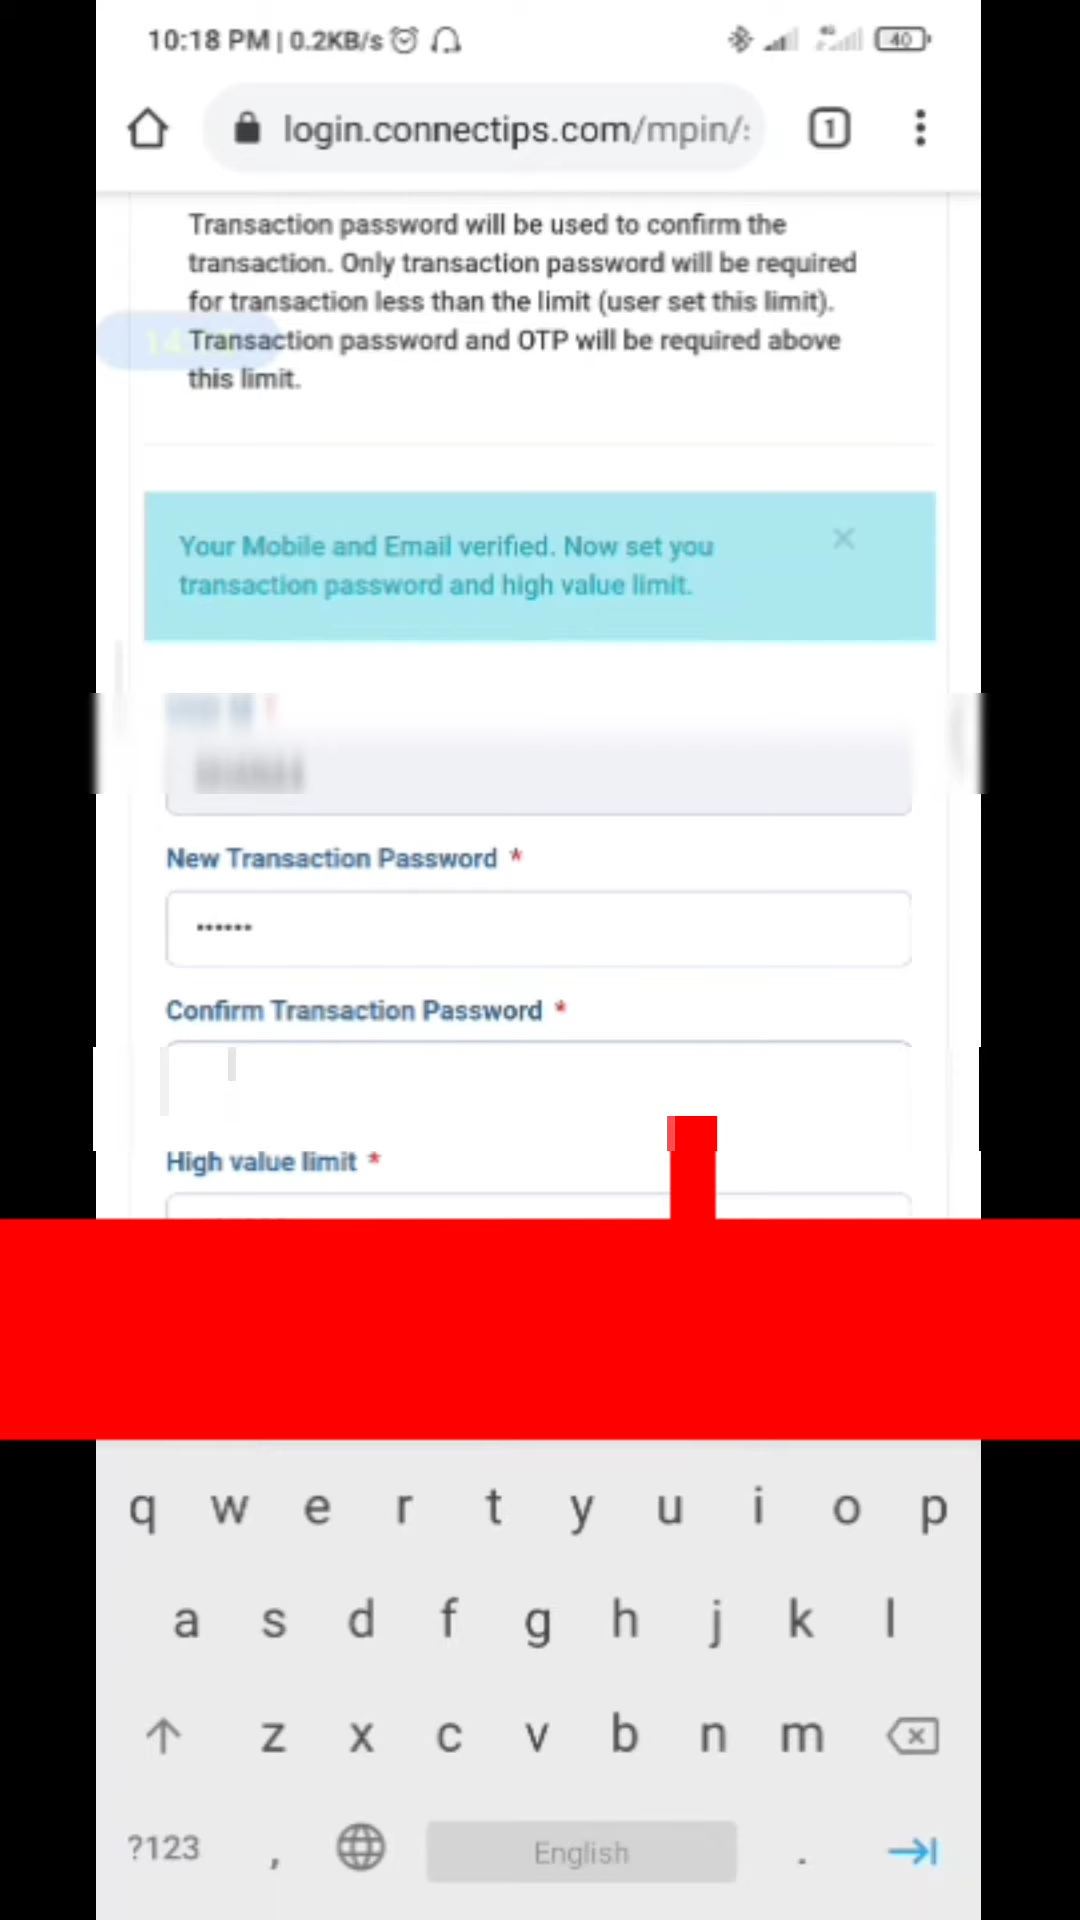 10:18 PM | 0.2KB/s
4G
40
login.connectips.com/mpin/
1
Transaction password will be used to confirm the
transaction. Only transaction password will be required
for transaction less than the limit (user set this limit).
Transaction password and OTP will be required above
this limit.
Your Mobile and Email verified. Now set you
transaction password and high value limit.
New Transaction Password *
••••••
Confirm Transaction Password *
High value limit *
q w e r t y u i o p
a s d f g h j k l
z x c v b n m
?123 , English .